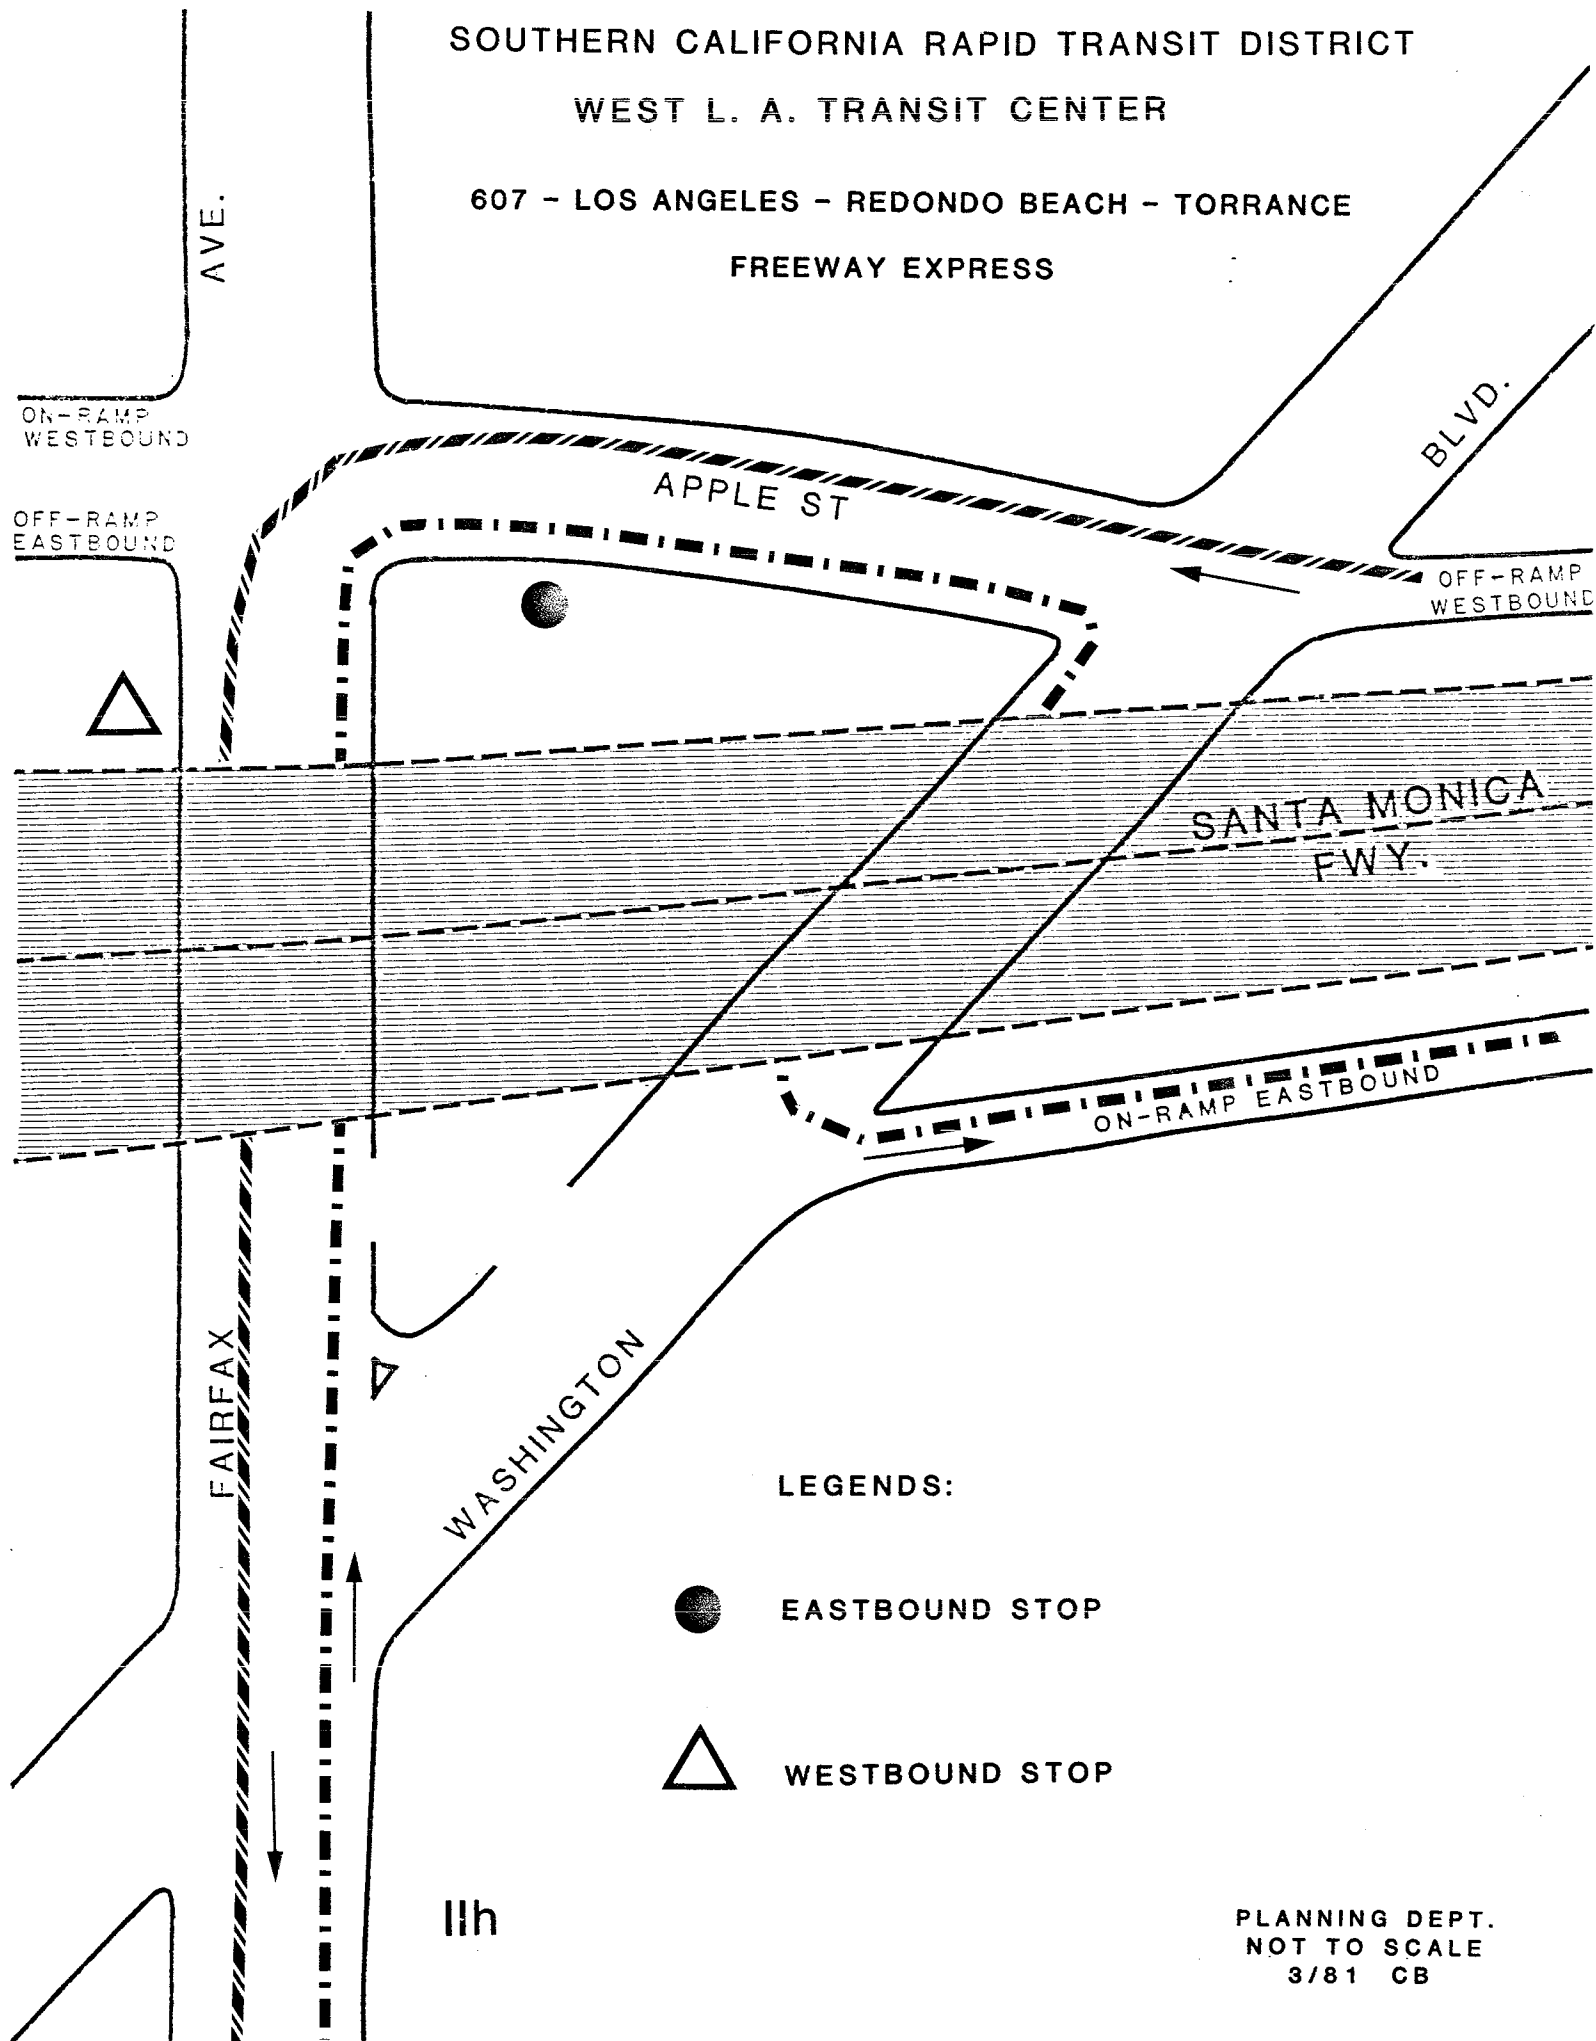 SOUTHERN CALIFORNIA RAPID TRANSIT DISTRICT
WEST L. A. TRANSIT CENTER
607 - LOS ANGELES - REDONDO BEACH - TORRANCE
FREEWAY EXPRESS
AVE.
ON-RAMP
WESTBOUND
BLVD.
APPLE ST
OFF-RAMP
EASTBOUND
OFF-RAMP
WESTBOUND
SANTA MONICA
FWY.
ON-RAMP EASTBOUND
FAIRFAX
WASHINGTON
LEGENDS:
EASTBOUND STOP
WESTBOUND STOP
IIh
PLANNING DEPT.
NOT TO SCALE
3/81 CB